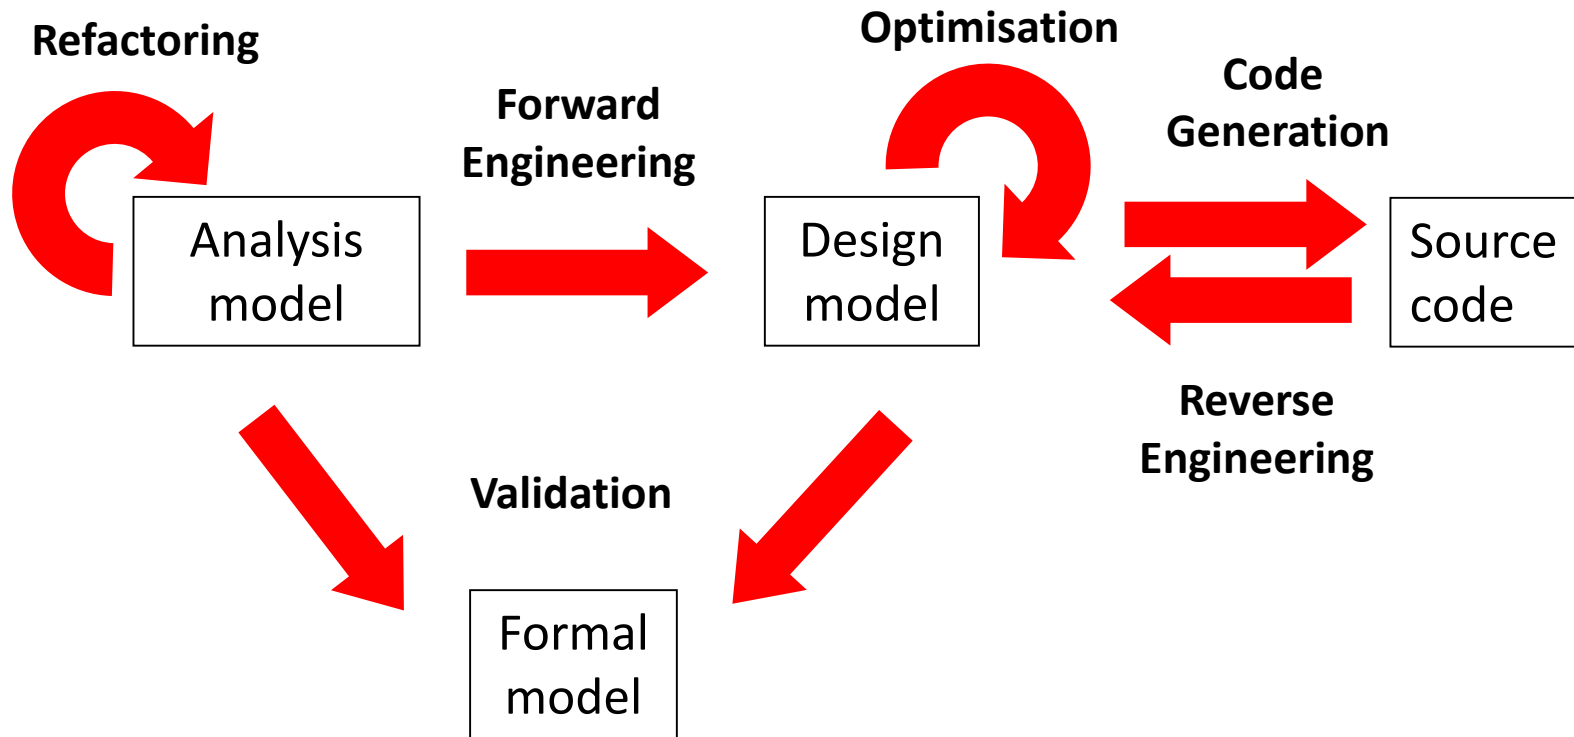 Refactoring
Optimisation
Forward
Engineering
Code
Generation
Analysis
model
Design
model
Source
code
Reverse
Engineering
Validation
Formal
model